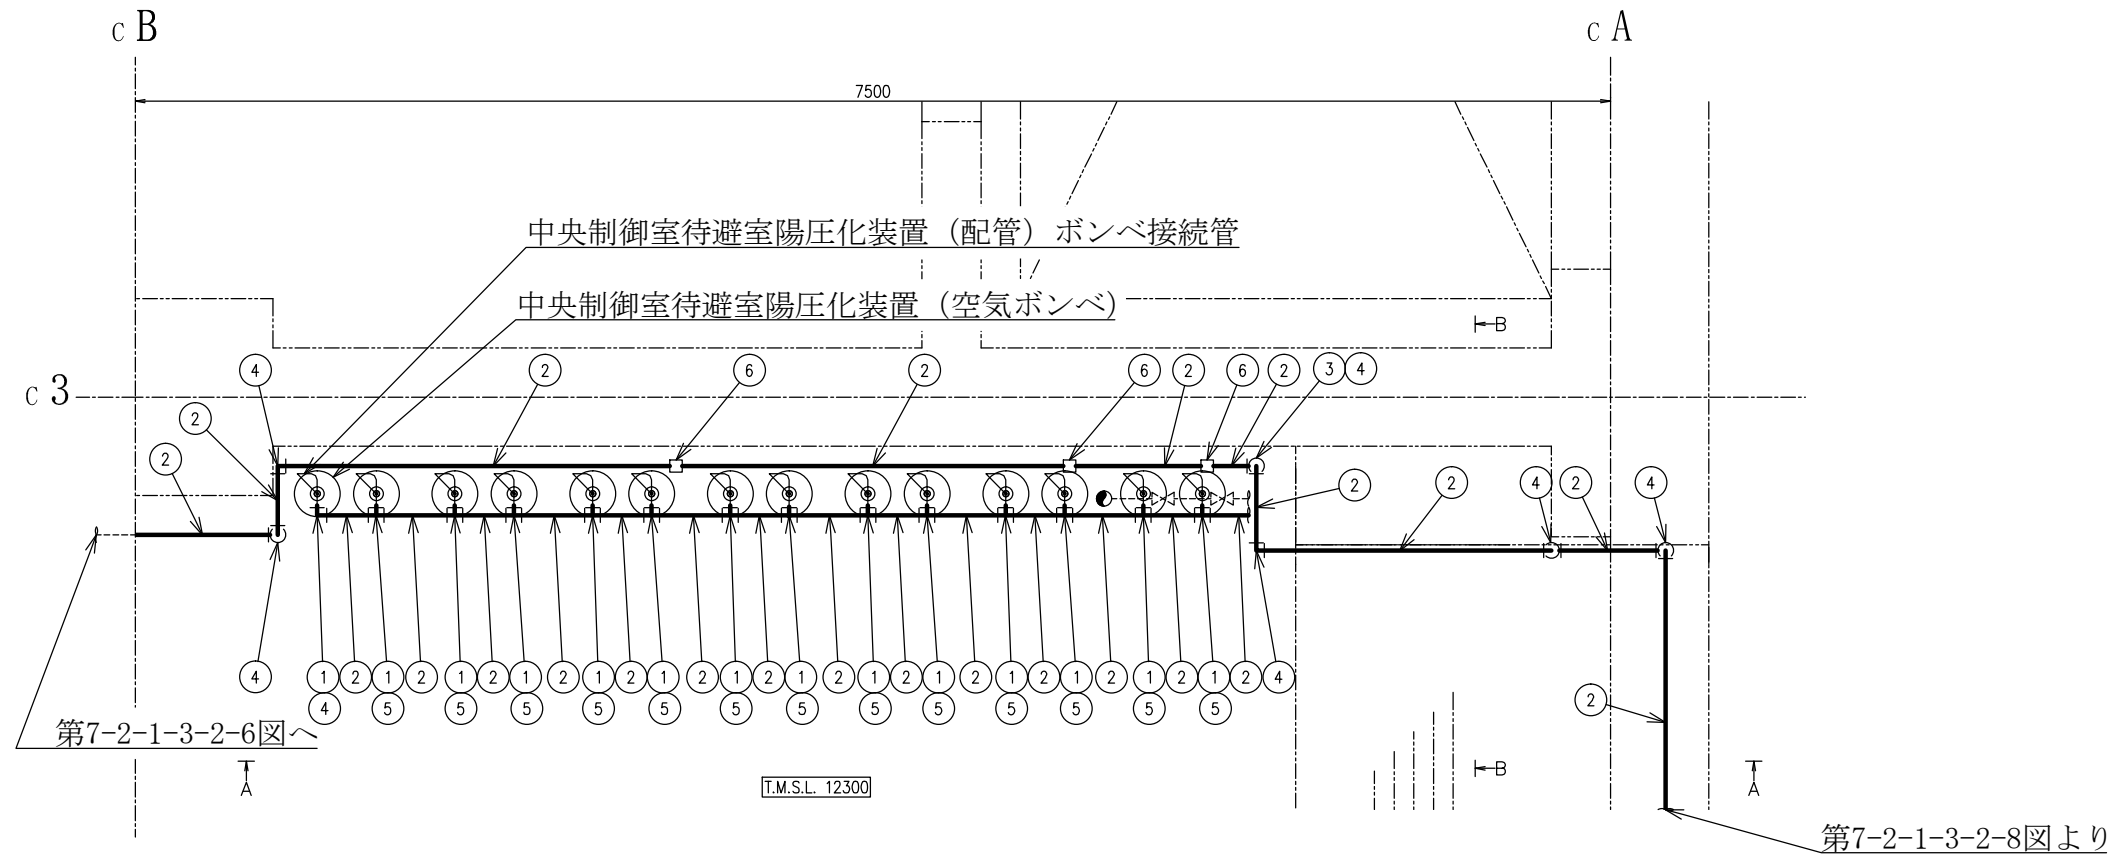 C B
C A
7500
中央制御室待避室陽圧化装置（配管）ボンベ接続管
中央制御室待避室陽圧化装置（空気ボンベ）
B
4 2 6 2 6 2 6 2 3 4
C 3
2
2
2 2 4 2 4
4 1 2 1 2 1 2 1 2 1 2 1 2 1 2 1 2 1 2 1 2 1 2 1 2 1 2 1 2 4
4 5 5 5 5 5 5 5 5 5 5 5 5 5
2
第7-2-1-3-2-6図へ
B
A
T.M.S.L. 12300
A
第7-2-1-3-2-8図より